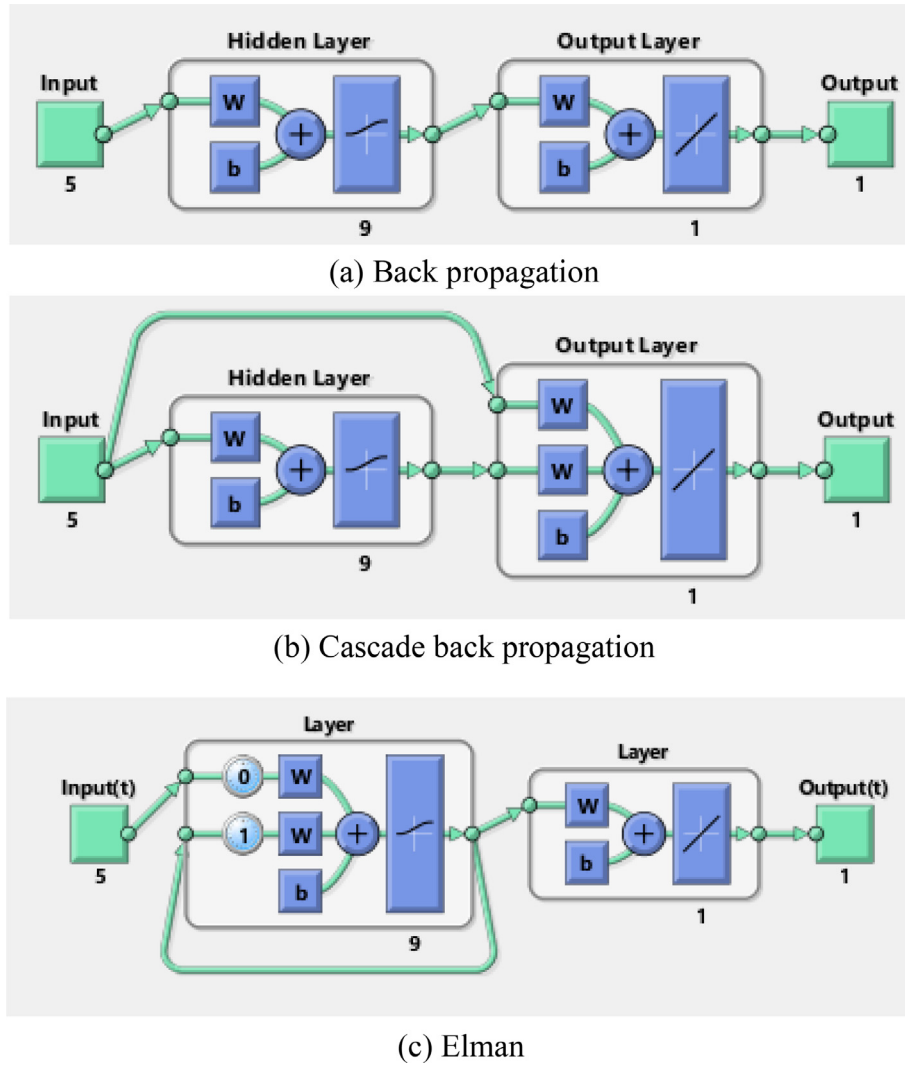 Hidden Layer Output Layer
Input Output
W W
+ +
b b
5 1
9 1
(a) Back propagation
Output Layer
Hidden Layer
Input W Output
W
+ W +
b
b
5 1
9
1
(b) Cascade back propagation
Layer
Layer
Input(t) 0 W Output(t)
W
1 W + +
b
b
5 1
1
9
(c) Elman